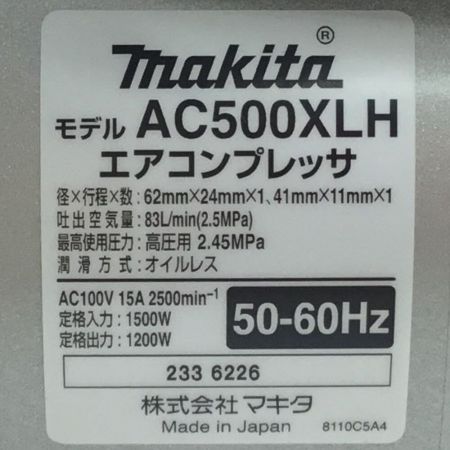 makita
モデル AC500XLH
エアコンプレッサ
径×行程×数：62mm×24mm×1、41mm×11mm×1
吐出空気量：83L/min(2.5MPa)
最高使用圧力：高圧用 2.45MPa
潤滑方式：オイルレス
AC100V 15A 2500min⁻¹
定格入力：1500W
定格出力：1200W
50-60Hz
233 6226
株式会社 マキタ
Made in Japan 8110C5A4